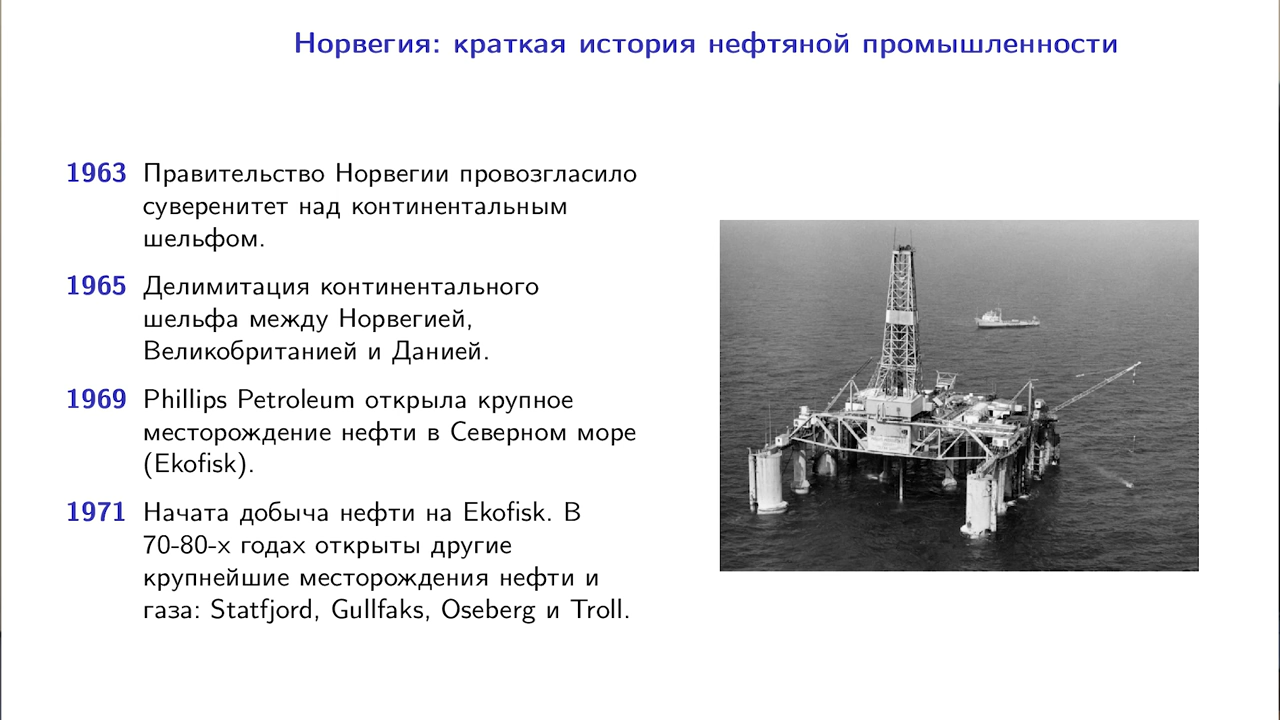 Норвегия: краткая история нефтяной промышленности
1963 Правительство Норвегии провозгласило
суверенитет над континентальным
шельфом.
1965 Делимитация континентального
шельфа между Норвегией,
Великобританией и Данией.
1969 Phillips Petroleum открыла крупное
месторождение нефти в Северном море
(Ekofisk).
1971 Начата добыча нефти на Ekofisk. В
70-80-х годах открыты другие
крупнейшие месторождения нефти и
газа: Statfjord, Gullfaks, Oseberg и Troll.